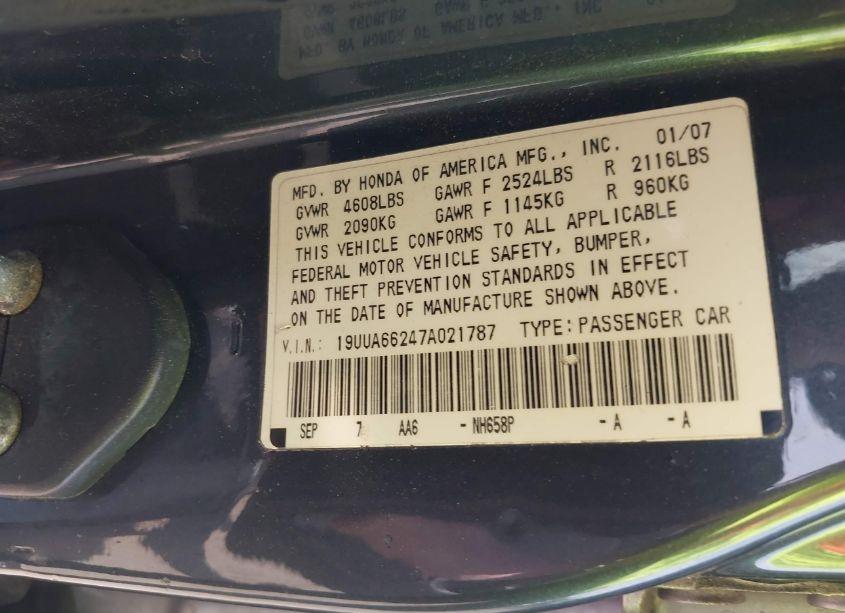 MFD. BY HONDA OF AMERICA MFG., INC. 01/07
GVWR 4608LBS GAWR F 2524LBS R 2116LBS
GVWR 2090KG GAWR F 1145KG R 960KG
THIS VEHICLE CONFORMS TO ALL APPLICABLE
FEDERAL MOTOR VEHICLE SAFETY, BUMPER,
AND THEFT PREVENTION STANDARDS IN EFFECT
ON THE DATE OF MANUFACTURE SHOWN ABOVE.
V.I.N.: 19UUA66247A021787 TYPE:PASSENGER CAR
SEP 7 AA6 -NH658P -A -A